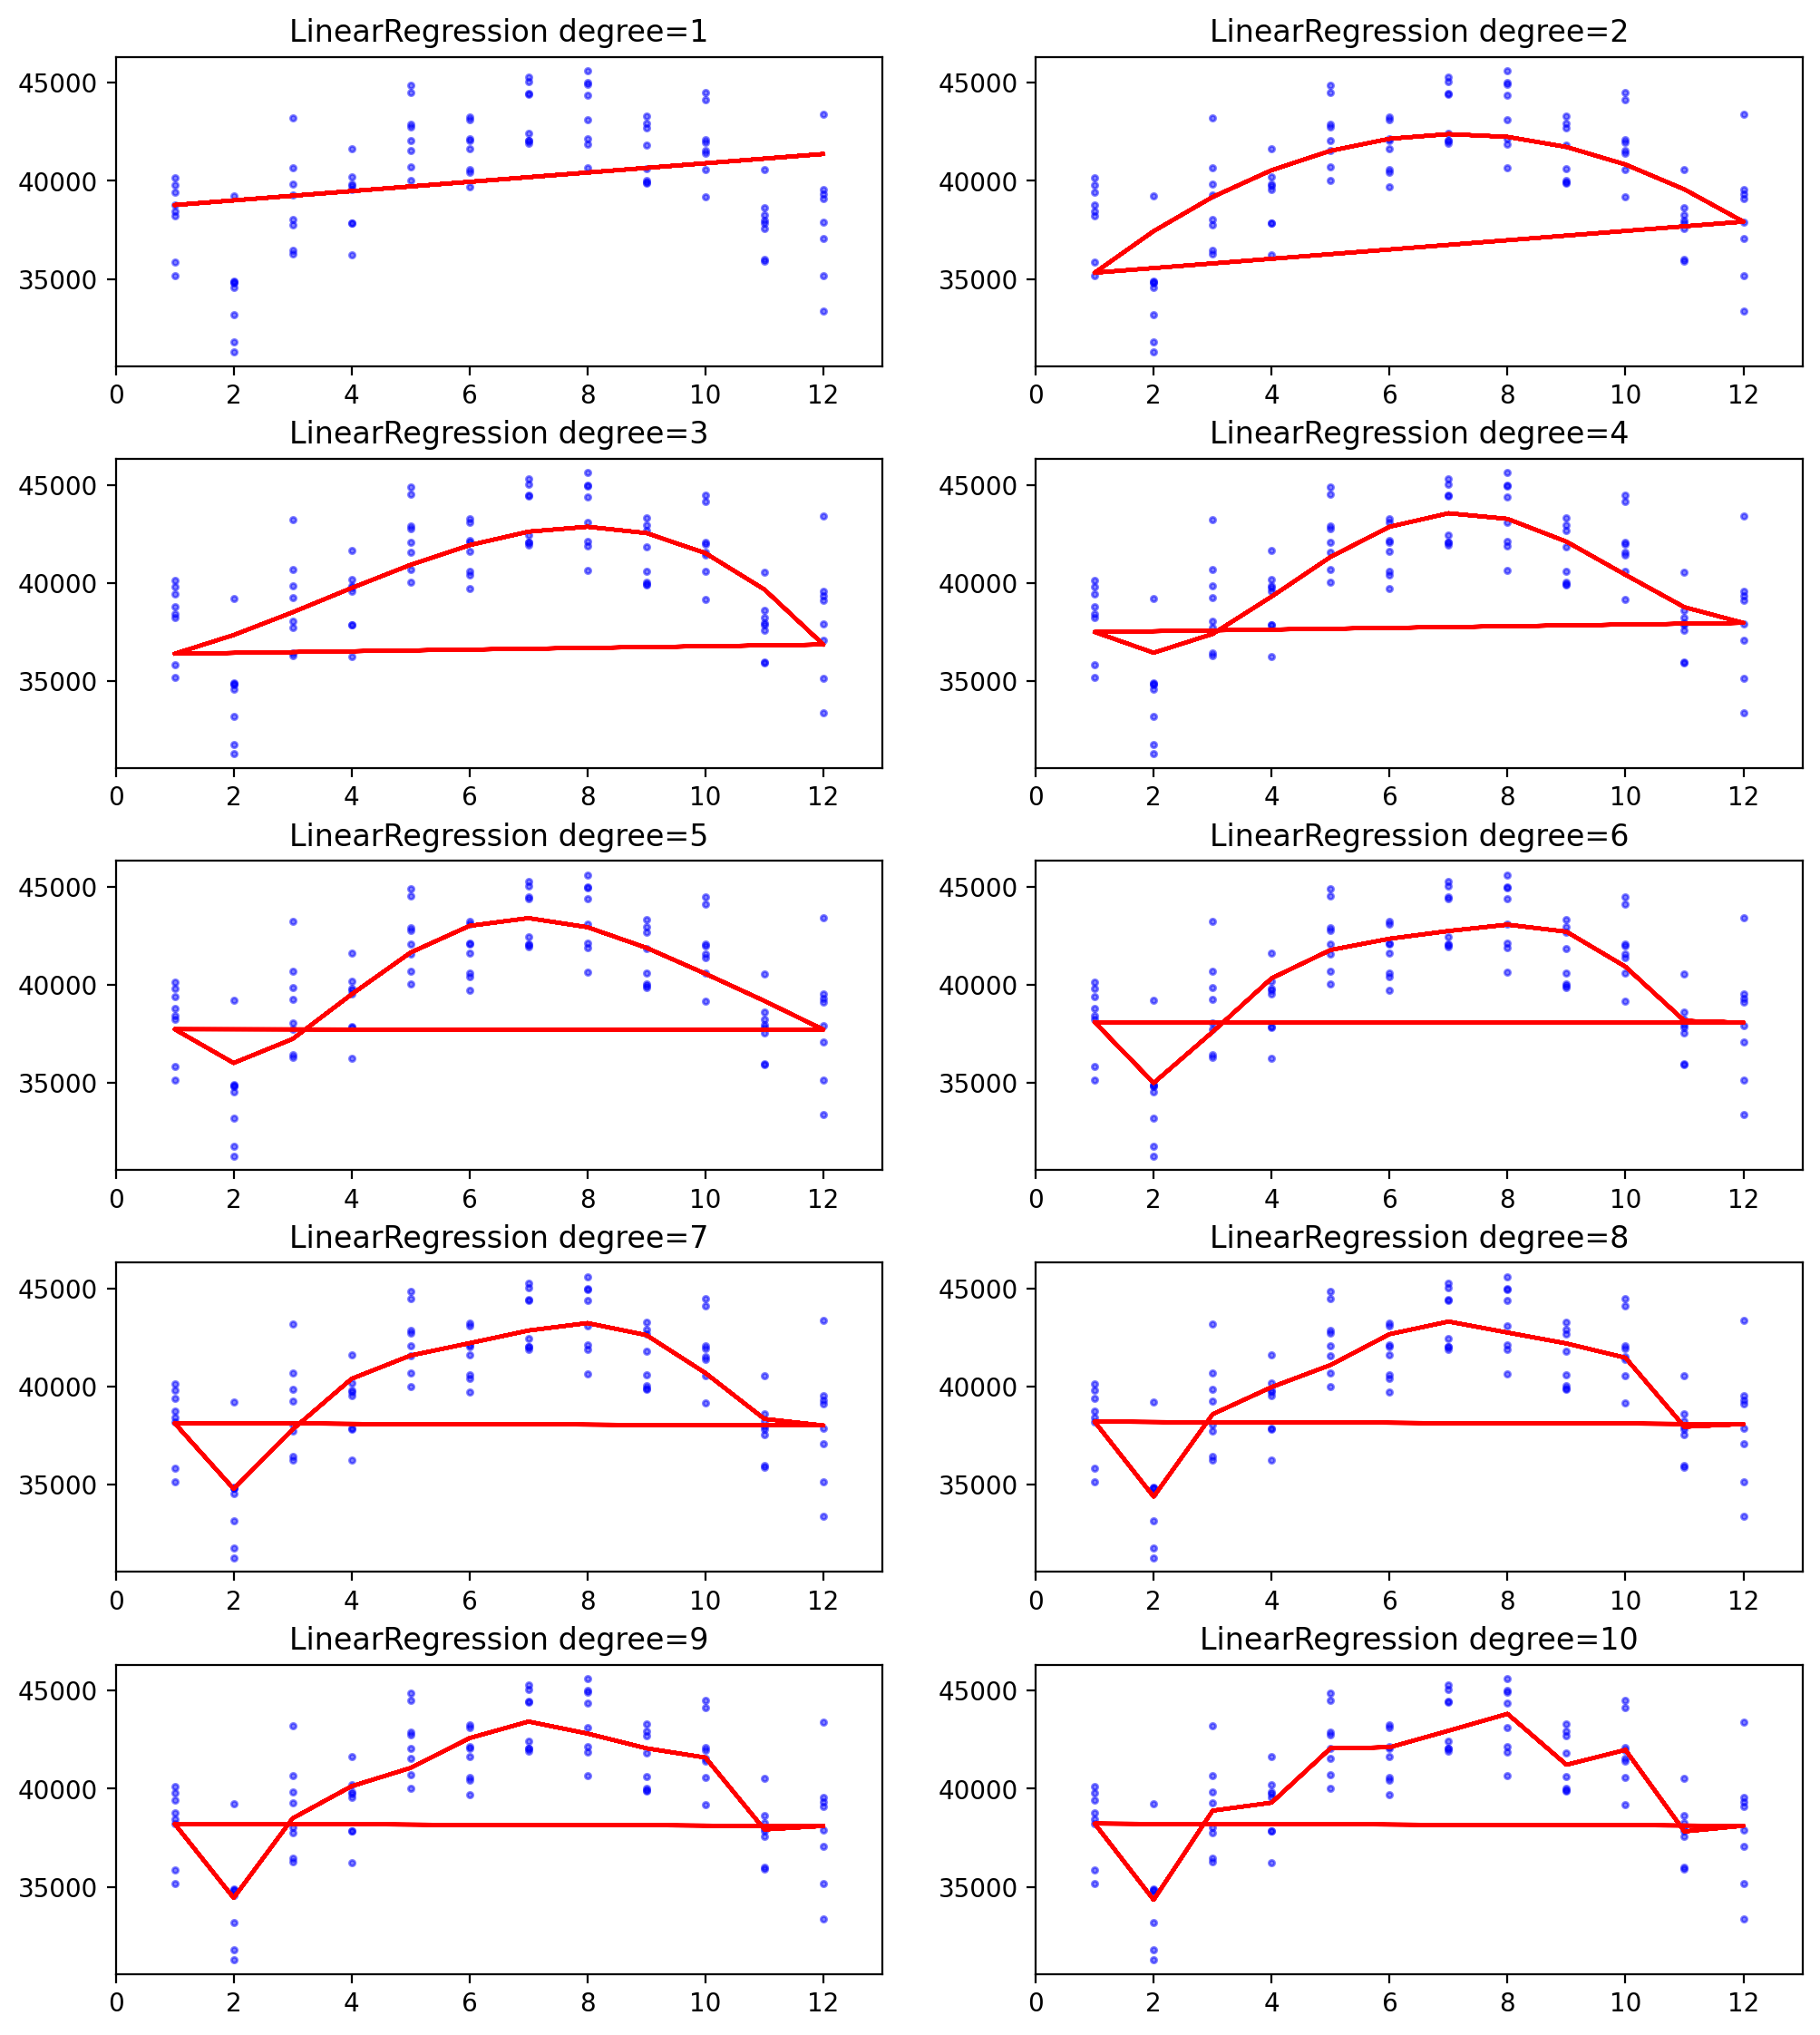 LinearRegression degree=1
45000
40000
35000
0 2 4 6 8 10 12
LinearRegression degree=2
45000
40000
35000
0 2 4 6 8 10 12
LinearRegression degree=3
45000
40000
35000
0 2 4 6 8 10 12
LinearRegression degree=4
45000
40000
35000
0 2 4 6 8 10 12
LinearRegression degree=5
45000
40000
35000
0 2 4 6 8 10 12
LinearRegression degree=6
45000
40000
35000
0 2 4 6 8 10 12
LinearRegression degree=7
45000
40000
35000
0 2 4 6 8 10 12
LinearRegression degree=8
45000
40000
35000
0 2 4 6 8 10 12
LinearRegression degree=9
45000
40000
35000
0 2 4 6 8 10 12
LinearRegression degree=10
45000
40000
35000
0 2 4 6 8 10 12